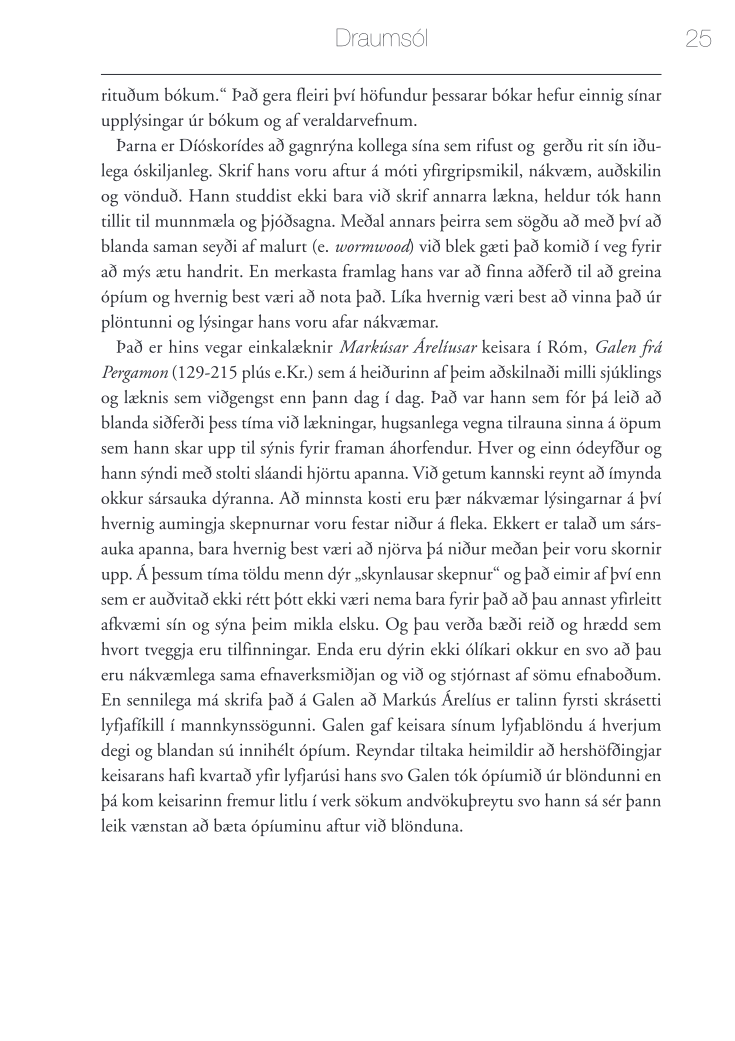 Draumsól 25
rituðum bókum.“ Það gera fleiri því höfundur þessarar bókar hefur einnig sínar
upplýsingar úr bókum og af veraldarvefnum.
Þarna er Díóskorídes að gagnrýna kollega sína sem rifust og gerðu rit sín iðu-
lega óskiljanleg. Skrif hans voru aftur á móti yfirgripsmikil, nákvæm, auðskilin
og vönduð. Hann studdist ekki bara við skrif annarra lækna, heldur tók hann
tillit til munnmæla og þjóðsagna. Meðal annars þeirra sem sögðu að með því að
blanda saman seyði af malurt (e. wormwood) við blek gæti það komið í veg fyrir
að mýs ætu handrit. En merkasta framlag hans var að finna aðferð til að greina
ópíum og hvernig best væri að nota það. Líka hvernig væri best að vinna það úr
plöntunni og lýsingar hans voru afar nákvæmar.
Það er hins vegar einkalæknir Markúsar Árelíusar keisara í Róm, Galen frá
Pergamon (129-215 plús e.Kr.) sem á heiðurinn af þeim aðskilnaði milli sjúklings
og læknis sem viðgengst enn þann dag í dag. Það var hann sem fór þá leið að
blanda siðferði þess tíma við lækningar, hugsanlega vegna tilrauna sinna á öpum
sem hann skar upp til sýnis fyrir framan áhorfendur. Hver og einn ódeyfður og
hann sýndi með stolti sláandi hjörtu apanna. Við getum kannski reynt að ímynda
okkur sársauka dýranna. Að minnsta kosti eru þær nákvæmar lýsingarnar á því
hvernig aumingja skepnurnar voru festar niður á fleka. Ekkert er talað um sárs-
auka apanna, bara hvernig best væri að njörva þá niður meðan þeir voru skornir
upp. Á þessum tíma töldu menn dýr „skynlausar skepnur“ og það eimir af því enn
sem er auðvitað ekki rétt þótt ekki væri nema bara fyrir það að þau annast yfirleitt
afkvæmi sín og sýna þeim mikla elsku. Og þau verða bæði reið og hrædd sem
hvort tveggja eru tilfinningar. Enda eru dýrin ekki ólíkari okkur en svo að þau
eru nákvæmlega sama efnaverksmiðjan og við og stjórnast af sömu efnaboðum.
En sennilega má skrifa það á Galen að Markús Árelíus er talinn fyrsti skrásetti
lyfjafíkill í mannkynssögunni. Galen gaf keisara sínum lyfjablöndu á hverjum
degi og blandan sú innihélt ópíum. Reyndar tiltaka heimildir að hershöfðingjar
keisarans hafi kvartað yfir lyfjarúsi hans svo Galen tók ópíumið úr blöndunni en
þá kom keisarinn fremur litlu í verk sökum andvökuþreytu svo hann sá sér þann
leik vænstan að bæta ópíuminu aftur við blönduna.